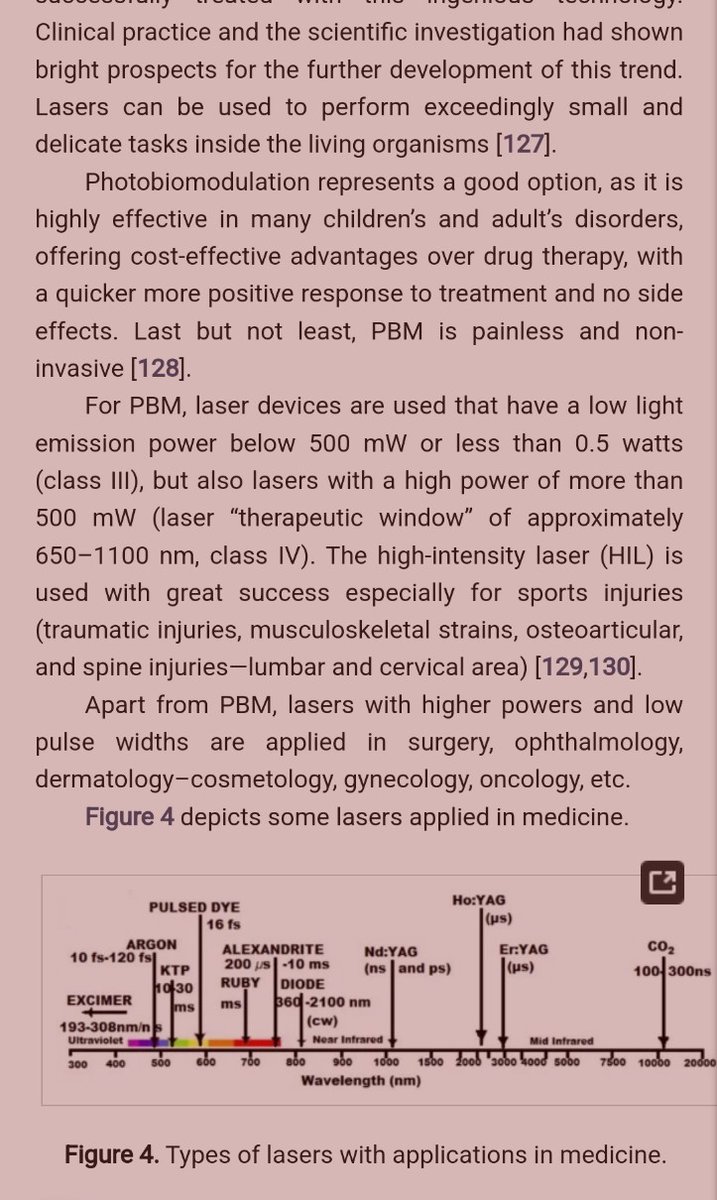 successfully treated with this ingenious technology.
Clinical practice and the scientific investigation had shown
bright prospects for the further development of this trend.
Lasers can be used to perform exceedingly small and
delicate tasks inside the living organisms [127].
Photobiomodulation represents a good option, as it is
highly effective in many children's and adult's disorders,
offering cost-effective advantages over drug therapy, with
a quicker more positive response to treatment and no side
effects. Last but not least, PBM is painless and non-
invasive [128].
For PBM, laser devices are used that have a low light
emission power below 500 mW or less than 0.5 watts
(class III), but also lasers with a high power of more than
500 mW (laser “therapeutic window” of approximately
650–1100 nm, class IV). The high-intensity laser (HIL) is
used with great success especially for sports injuries
(traumatic injuries, musculoskeletal strains, osteoarticular,
and spine injuries—lumbar and cervical area) [129,130].
Apart from PBM, lasers with higher powers and low
pulse widths are applied in surgery, ophthalmology,
dermatology–cosmetology, gynecology, oncology, etc.
Figure 4 depicts some lasers applied in medicine.
PULSED DYE
16 fs
ARGON
10 fs-120 fs
KTP
10-30
ms
ALEXANDRITE
200 µs -10 ms
RUBY
ms
DIODE
360 -2100 nm
(cw)
Nd:YAG
(ns and ps)
Ho:YAG
(µs)
Er:YAG
(µs)
CO₂
100- 300ns
EXCIMER
193-308nm/n s
Ultraviolet
Near Infrared
Mid Infrared
300 400 500 600 700 800 900 1000 1500 2000 3000 4000 5000 7500 10000 20000
Wavelength (nm)
Figure 4. Types of lasers with applications in medicine.